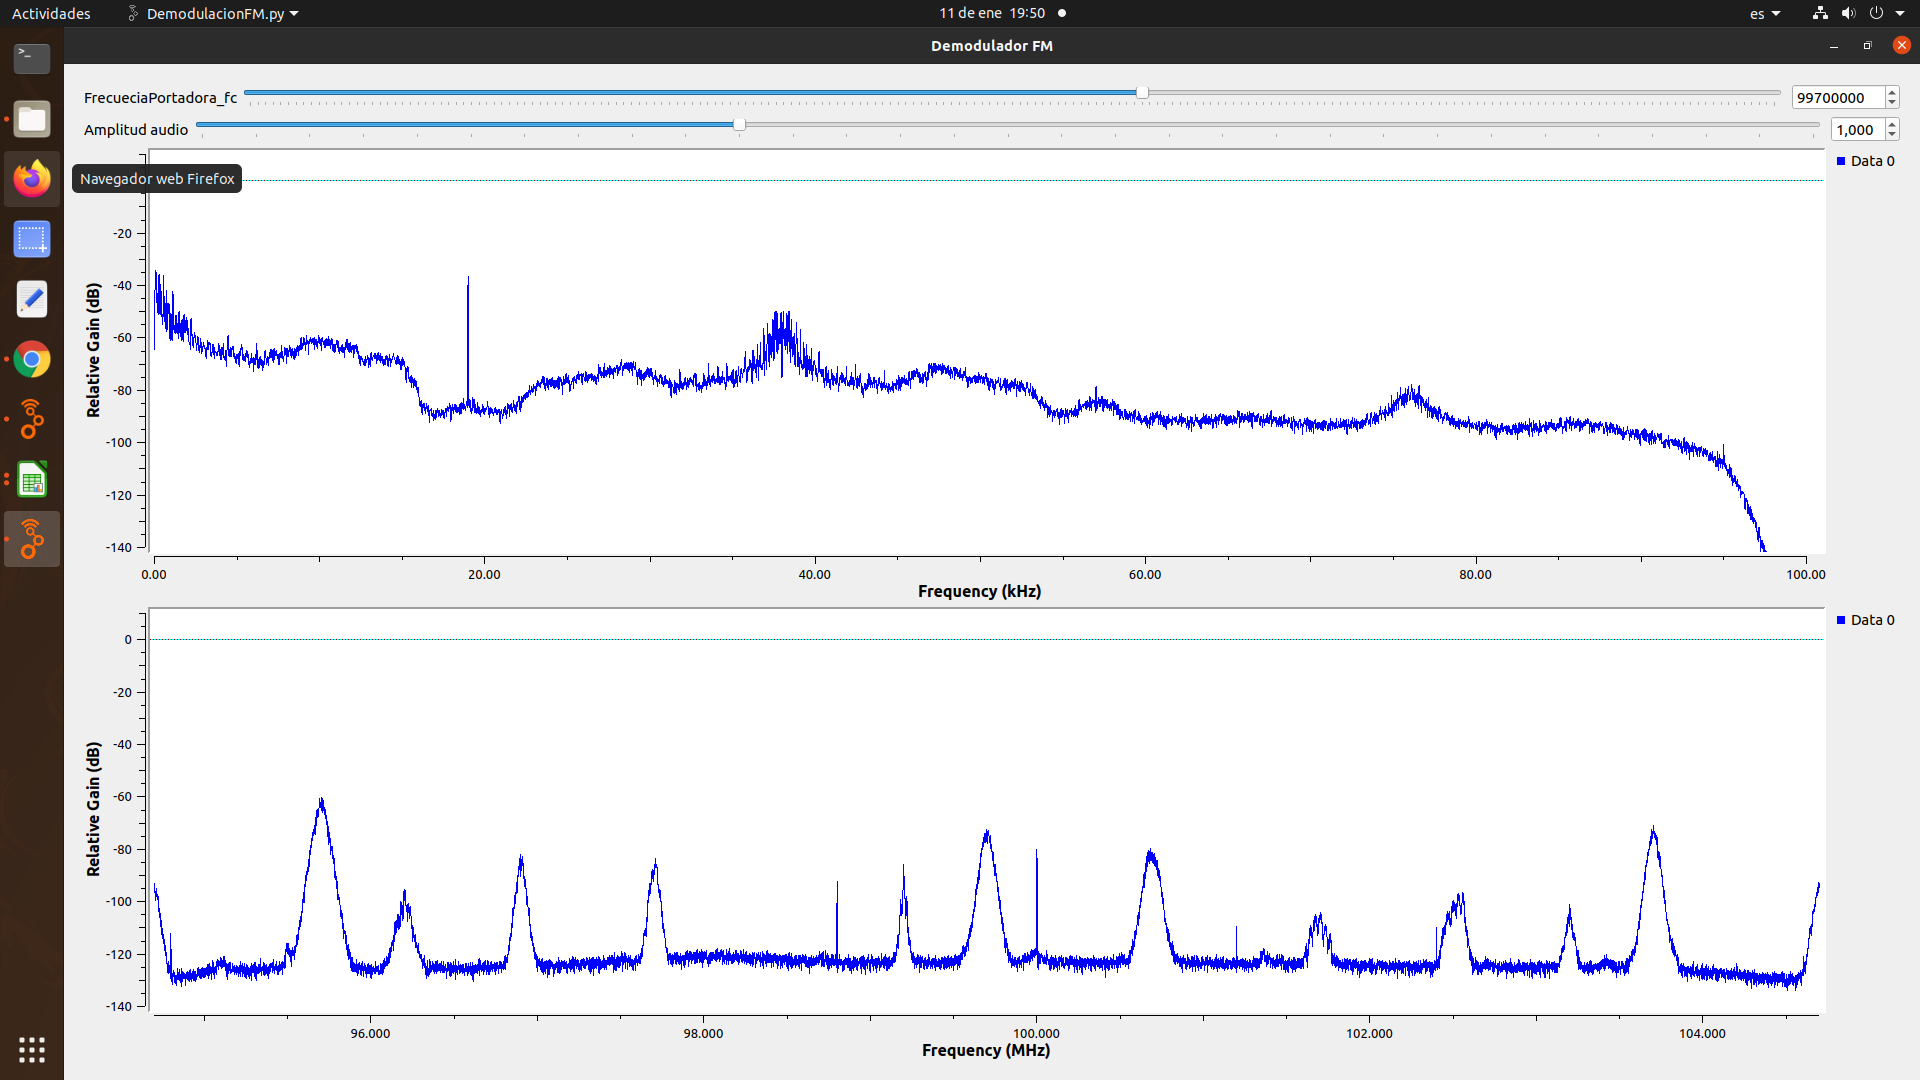 Actividades DemodulacionFM.py 11 de ene 19:50 es
Demodulador FM
FrecueciaPortadora_fc 99700000
Amplitud audio 1,000
Data 0
Navegador web Firefox
-20
-40
-60
-80
-100
-120
-140
Relative Gain (dB)
0.00 20.00 40.00 60.00 80.00 100.00
Frequency (kHz)
Data 0
0
-20
-40
-60
-80
-100
-120
-140
Relative Gain (dB)
96.000 98.000 100.000 102.000 104.000
Frequency (MHz)